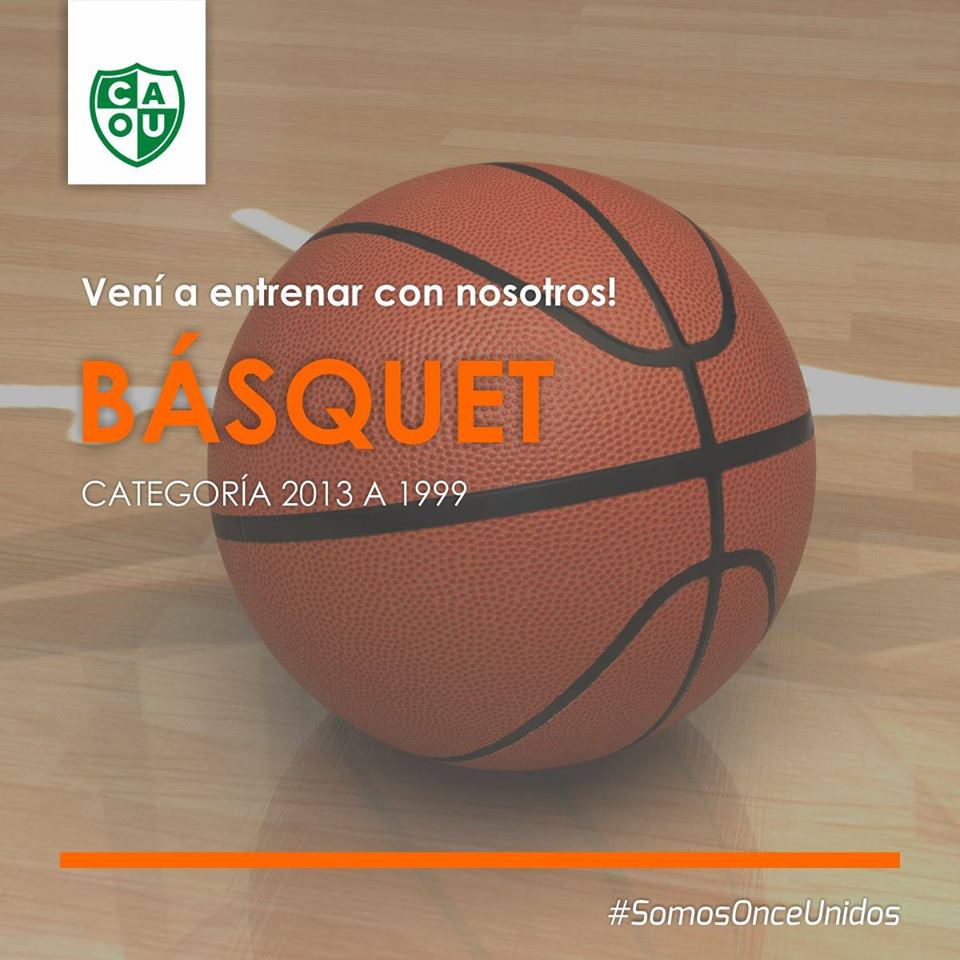 CA
OU
Vení a entrenar con nosotros!
BÁSQUET
CATEGORÍA 2013 A 1999
#SomosOnceUnidos